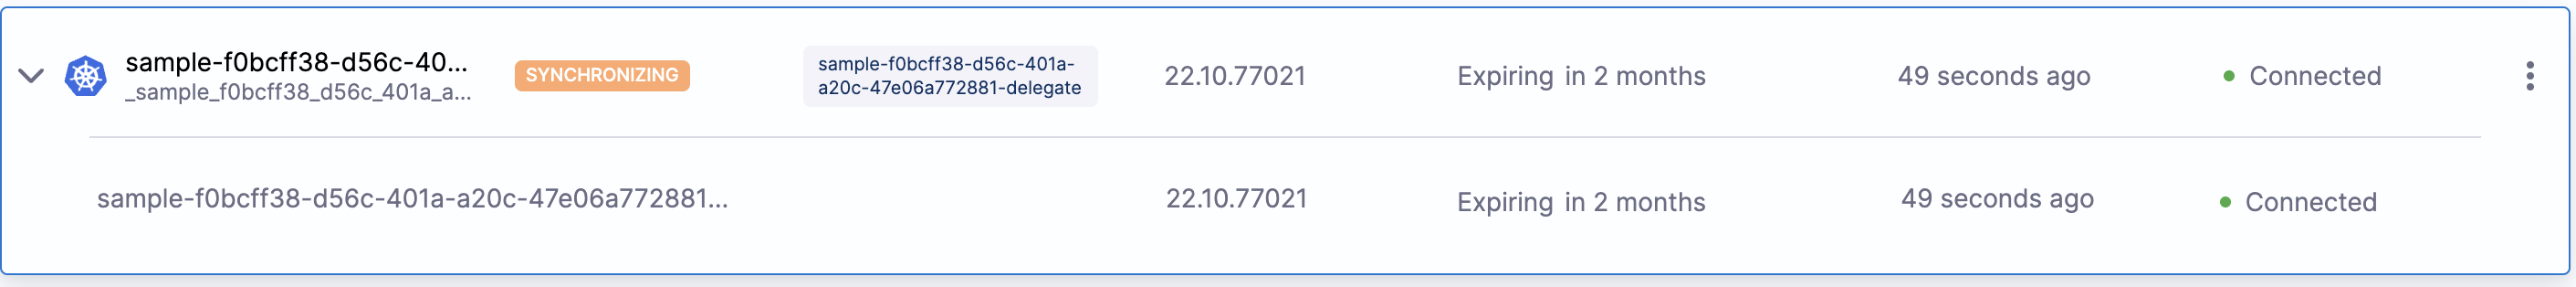 sample-f0bcff38-d56c-40...
_sample_f0bcff38_d56c_401a_a...
SYNCHRONIZING
sample-f0bcff38-d56c-401a-
a20c-47e06a772881-delegate
22.10.77021
Expiring in 2 months
49 seconds ago
Connected
sample-f0bcff38-d56c-401a-a20c-47e06a772881...
22.10.77021
Expiring in 2 months
49 seconds ago
Connected